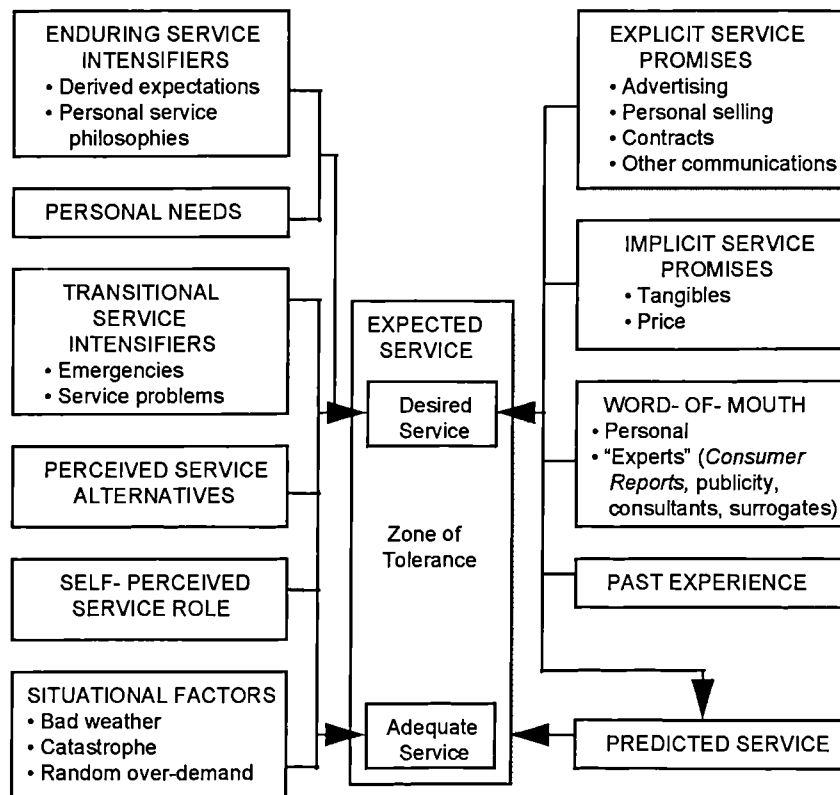 ENDURING SERVICE
INTENSIFIERS
• Derived expectations
• Personal service
philosophies
PERSONAL NEEDS
TRANSITIONAL
SERVICE
INTENSIFIERS
• Emergencies
• Service problems
PERCEIVED SERVICE
ALTERNATIVES
SELF- PERCEIVED
SERVICE ROLE
SITUATIONAL FACTORS
• Bad weather
• Catastrophe
• Random over-demand
EXPECTED
SERVICE
Desired
Service
Zone of
Tolerance
Adequate
Service
EXPLICIT SERVICE
PROMISES
• Advertising
• Personal selling
• Contracts
• Other communications
IMPLICIT SERVICE
PROMISES
• Tangibles
• Price
WORD- OF- MOUTH
• Personal
• "Experts" (Consumer
Reports, publicity,
consultants, surrogates)
PAST EXPERIENCE
PREDICTED SERVICE